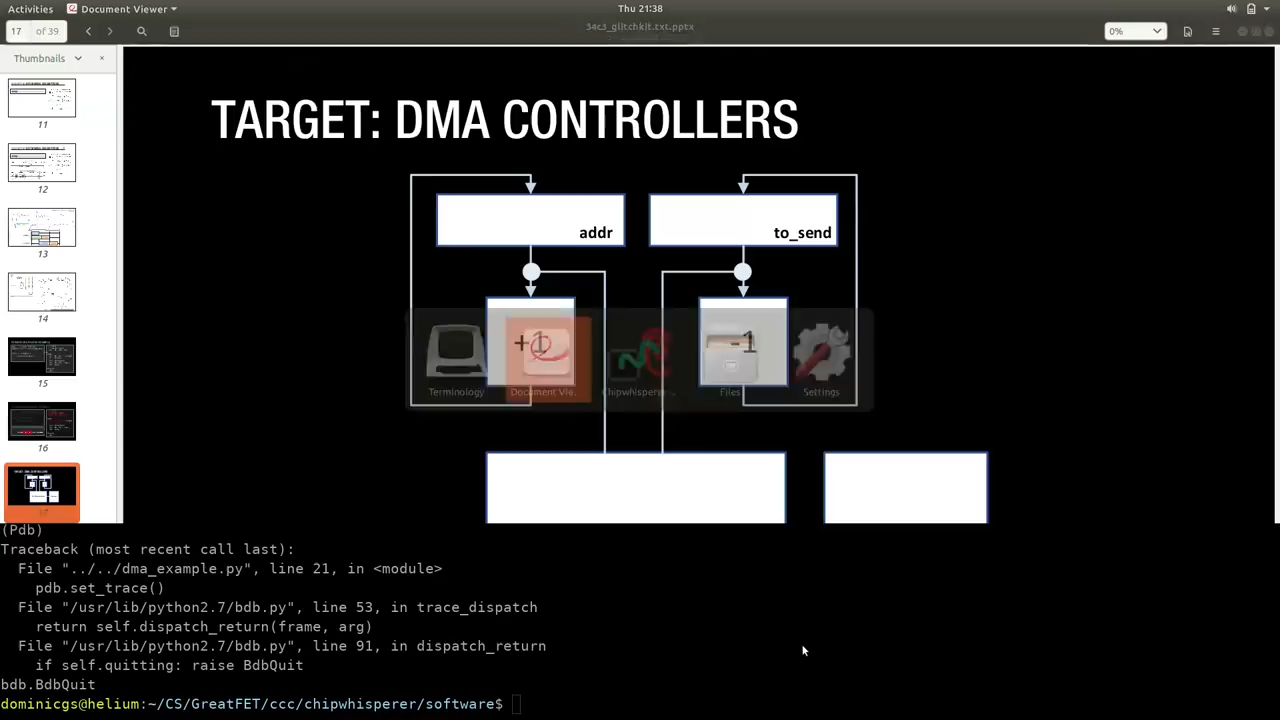 Activities Document Viewer Thu 21:38
17 of 39 34c3_glitchkit.txt.pptx 0%
Thumbnails
11
12
13
14
15
16
17
TARGET: DMA CONTROLLERS
addr
to_send
+1
1
Terminology Document Vie... Chipwhisperer ... Files Settings
(Pdb)
Traceback (most recent call last):
File "../../dma_example.py", line 21, in <module>
pdb.set_trace()
File "/usr/lib/python2.7/bdb.py", line 53, in trace_dispatch
return self.dispatch_return(frame, arg)
File "/usr/lib/python2.7/bdb.py", line 91, in dispatch_return
if self.quitting: raise BdbQuit
bdb.BdbQuit
dominicgs@helium:~/CS/GreatFET/ccc/chipwhisperer/software$